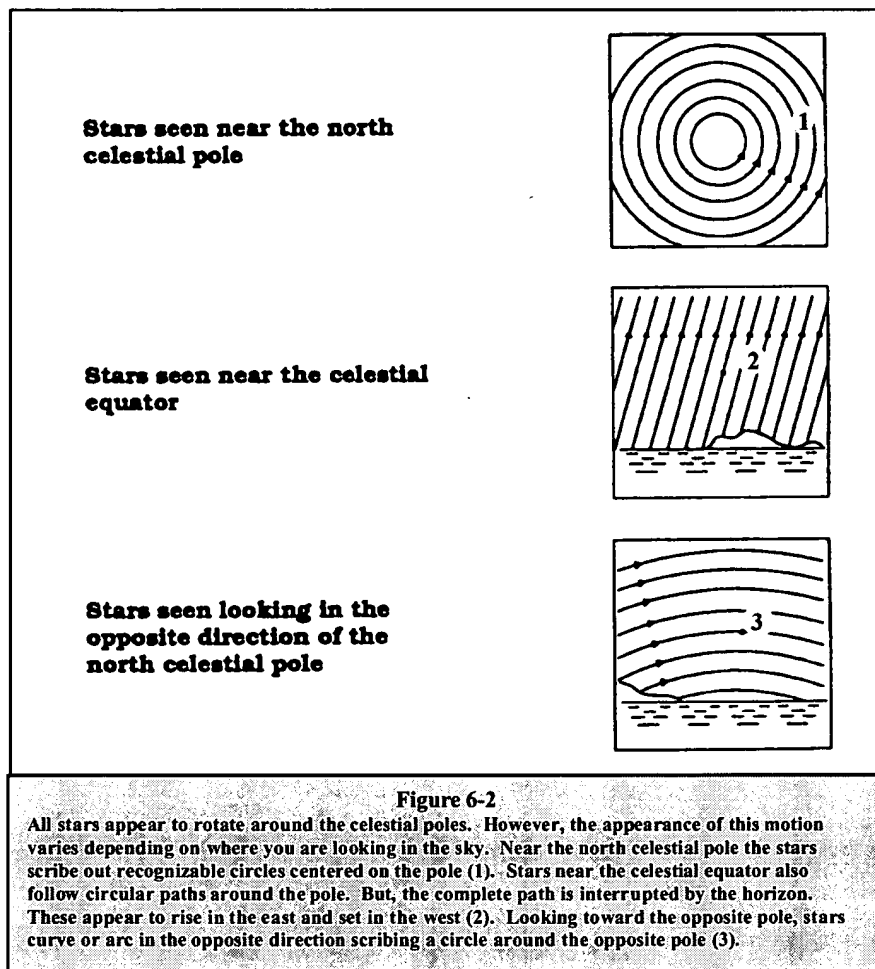 Stars seen near the north
celestial pole
1
Stars seen near the celestial
equator
2
Stars seen looking in the
opposite direction of the
north celestial pole
3
Figure 6-2
All stars appear to rotate around the celestial poles. However, the appearance of this motion
varies depending on where you are looking in the sky. Near the north celestial pole the stars
scribe out recognizable circles centered on the pole (1). Stars near the celestial equator also
follow circular paths around the pole. But, the complete path is interrupted by the horizon.
These appear to rise in the east and set in the west (2). Looking toward the opposite pole, stars
curve or arc in the opposite direction scribing a circle around the opposite pole (3).